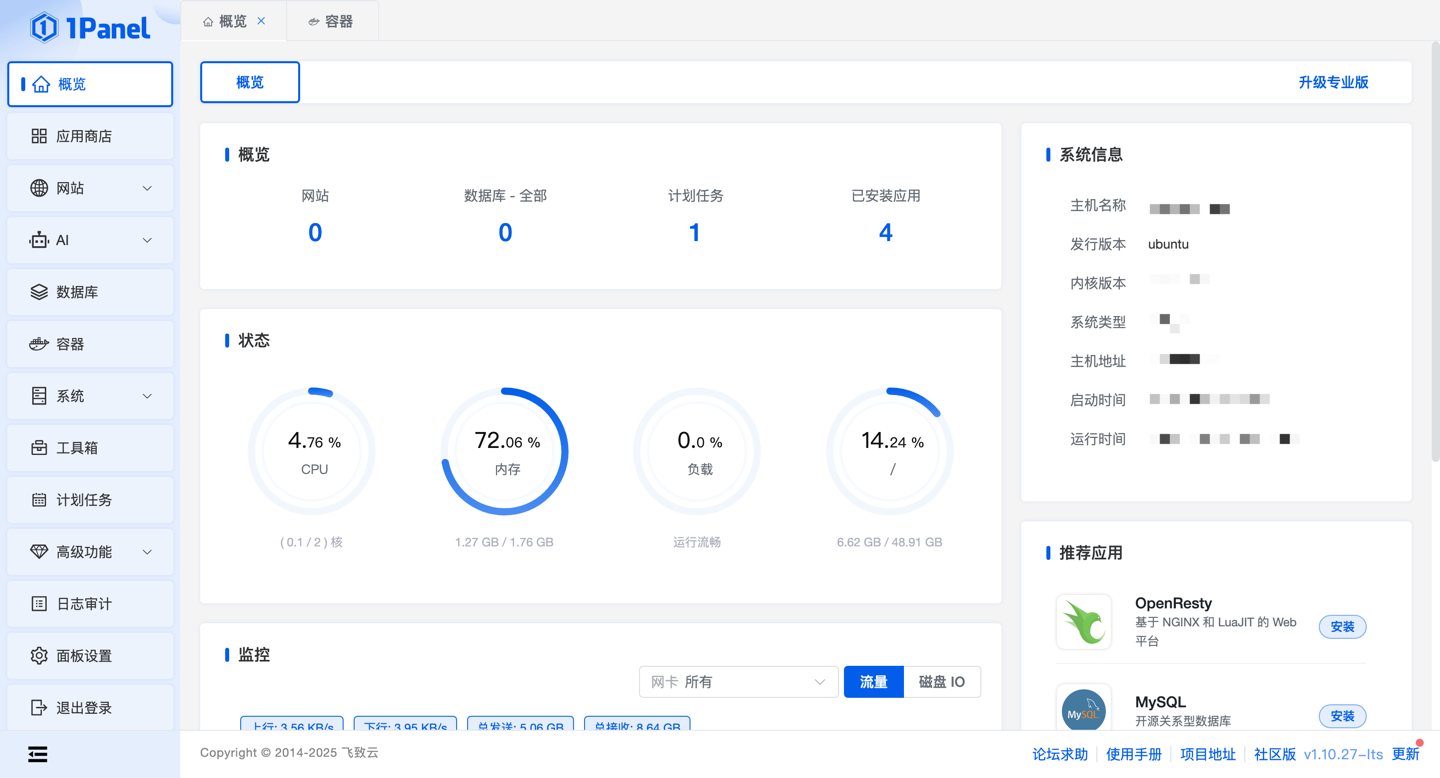 1Panel
概览
应用商店
网站
AI
数据库
容器
系统
工具箱
计划任务
高级功能
日志审计
面板设置
退出登录
概览
容器
概览
升级专业版
概览
网站
0
数据库 - 全部
0
计划任务
1
已安装应用
4
状态
4.76 %
CPU
( 0.1 / 2 ) 核
72.06 %
内存
1.27 GB / 1.76 GB
0.0 %
负载
运行流畅
14.24 %
/
6.62 GB / 48.91 GB
监控
网卡 所有
流量
磁盘 IO
上行: 3.56 KB/s
下行: 3.95 KB/s
总发送: 5.06 GB
总接收: 8.64 GB
系统信息
主机名称
发行版本 ubuntu
内核版本
系统类型
主机地址
启动时间
运行时间
推荐应用
OpenResty
基于 NGINX 和 LuaJIT 的 Web
平台
安装
MySQL
MySQL
开源关系型数据库
安装
Copyright © 2014-2025 飞致云
论坛求助
使用手册
项目地址
社区版 v1.10.27-lts 更新